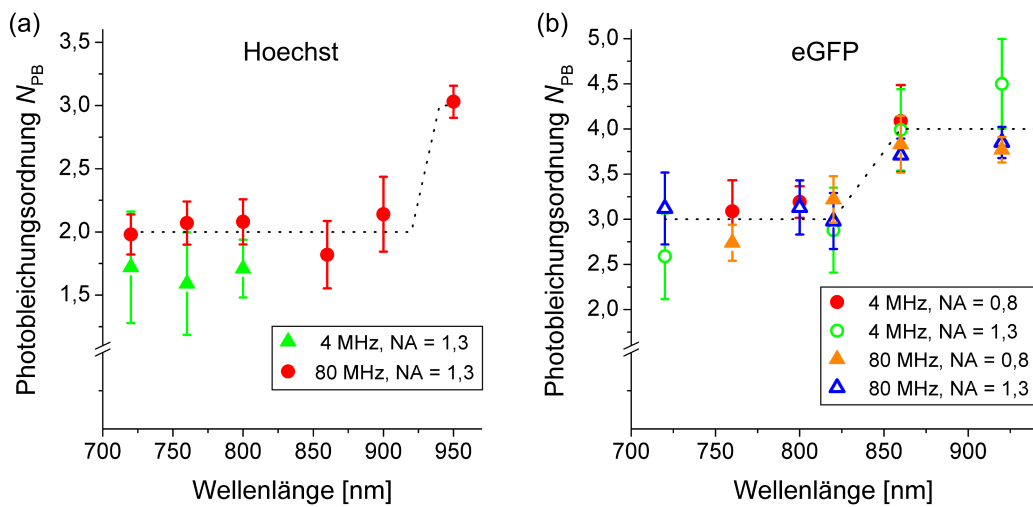 (a)
Hoechst
Photobleichungsordnung N_PB
3,5
3,0
2,5
2,0
1,5
4 MHz, NA = 1,3
80 MHz, NA = 1,3
700 750 800 850 900 950
Wellenlänge [nm]
(b)
eGFP
Photobleichungsordnung N_PB
5,0
4,5
4,0
3,5
3,0
2,5
2,0
4 MHz, NA = 0,8
4 MHz, NA = 1,3
80 MHz, NA = 0,8
80 MHz, NA = 1,3
700 750 800 850 900
Wellenlänge [nm]